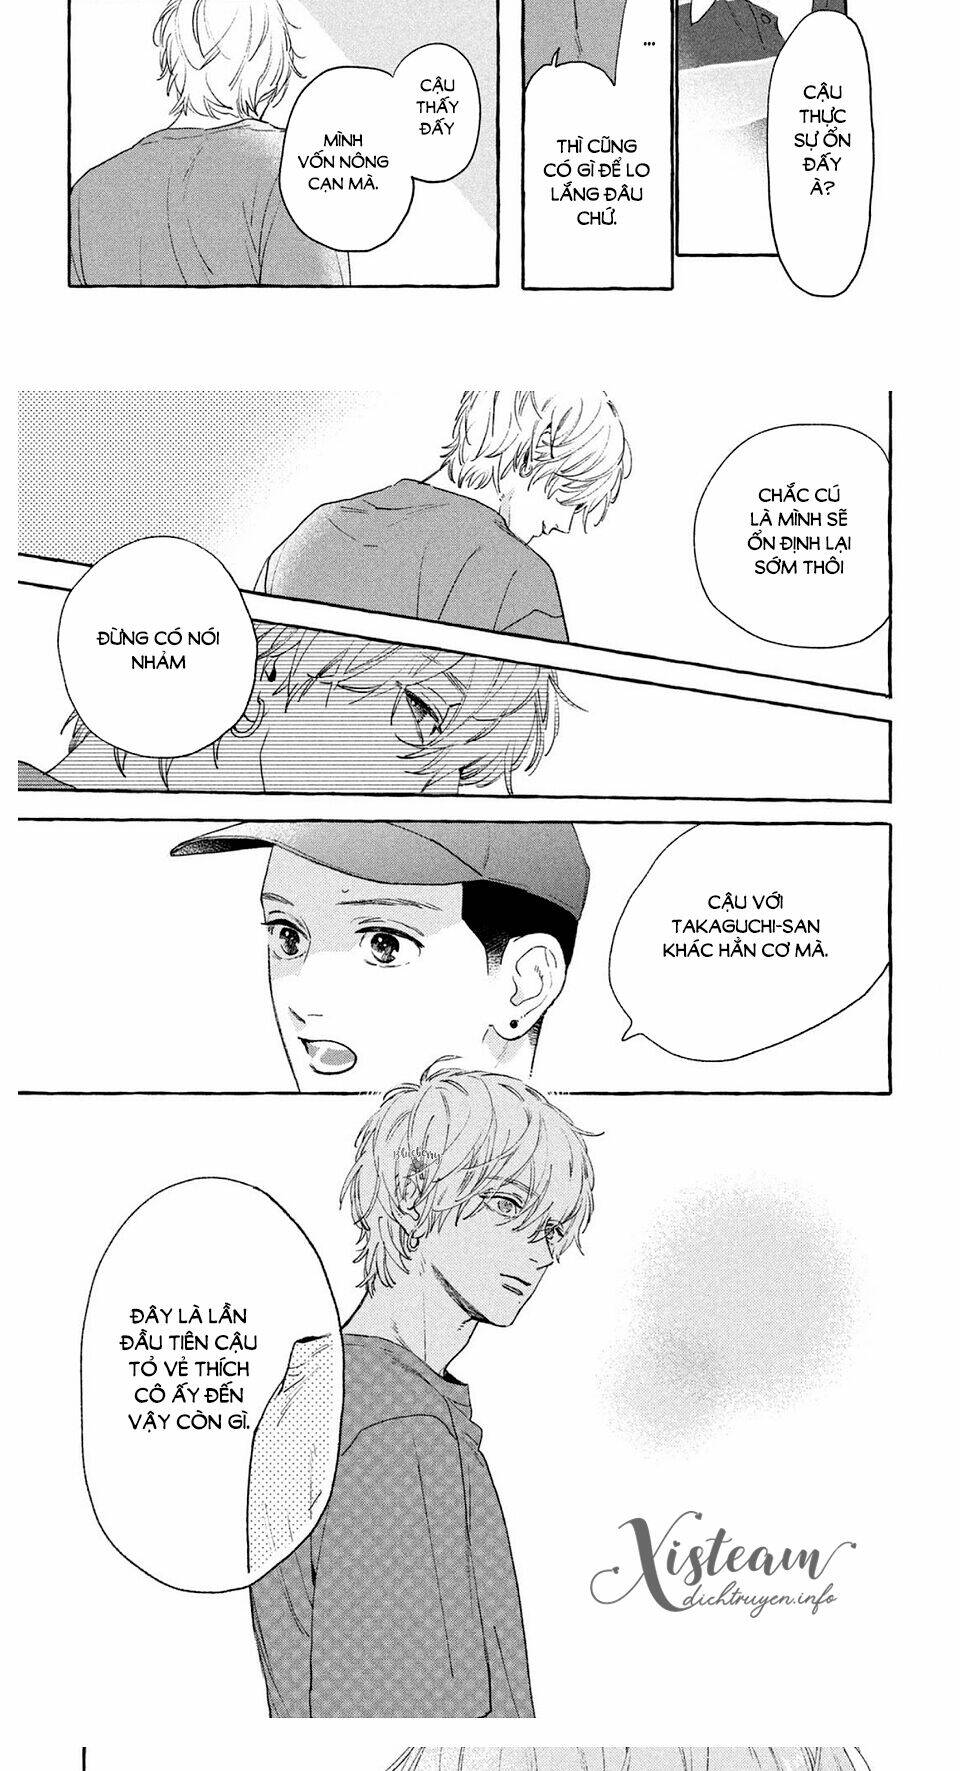 CẬU
THỰC
SỰ ỔN
ĐẤY
À?
...
THÌ CŨNG
CÓ GÌ ĐỂ LO
LẮNG ĐÂU
CHỨ.
CẬU
THẤY
ĐẤY
MÌNH
VỐN NÔNG
CẠN MÀ.
CHẮC CÚ
LÀ MÌNH SẼ
ỔN ĐỊNH LẠI
SỚM THÔI
ĐỪNG CÓ NÓI
NHẢM
CẬU VỚI
TAKAGUCHI-SAN
KHÁC HẲN CƠ MÀ.
Blueberry
ĐÂY LÀ LẦN
ĐẦU TIÊN CẬU
TỎ VẺ THÍCH
CÔ ẤY ĐẾN
VẬY CÒN GÌ.
Xisteam
dichtruyen.info